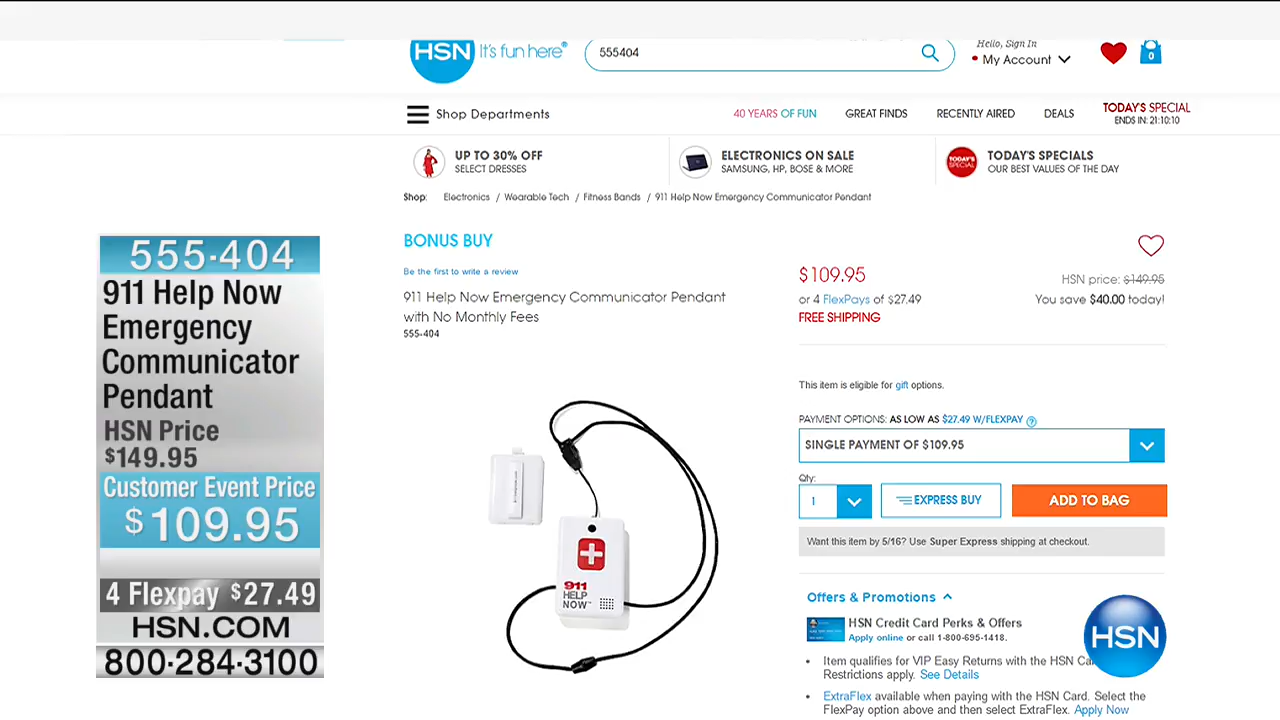 HSN It's fun here®
555404
Hello, Sign In
My Account
0
Shop Departments
40 YEARS OF FUN
GREAT FINDS
RECENTLY AIRED
DEALS
TODAY'S SPECIAL
ENDS IN: 21:10:10
UP TO 30% OFF
SELECT DRESSES
ELECTRONICS ON SALE
SAMSUNG, HP, BOSE & MORE
TODAY'S SPECIAL
TODAY'S SPECIALS
OUR BEST VALUES OF THE DAY
Shop: Electronics / Wearable Tech / Fitness Bands / 911 Help Now Emergency Communicator Pendant
555-404
911 Help Now
Emergency
Communicator
Pendant
HSN Price
$149.95
Customer Event Price
$109.95
4 Flexpay $27.49
HSN.COM
800-284-3100
BONUS BUY
Be the first to write a review
911 Help Now Emergency Communicator Pendant
with No Monthly Fees
555-404
911
HELP
NOW™
$109.95
HSN price: $149.95
or 4 FlexPays of $27.49
You save $40.00 today!
FREE SHIPPING
This item is eligible for gift options.
PAYMENT OPTIONS: AS LOW AS $27.49 W/FLEXPAY ?
SINGLE PAYMENT OF $109.95
Qty:
1
EXPRESS BUY
ADD TO BAG
Want this item by 5/16? Use Super Express shipping at checkout.
Offers & Promotions
HSN Credit Card Perks & Offers
Apply online or call 1-800-695-1418.
• Item qualifies for VIP Easy Returns with the HSN
Restrictions apply. See Details
• ExtraFlex available when paying with the HSN Card. Select the
FlexPay option above and then select ExtraFlex. Apply Now
HSN